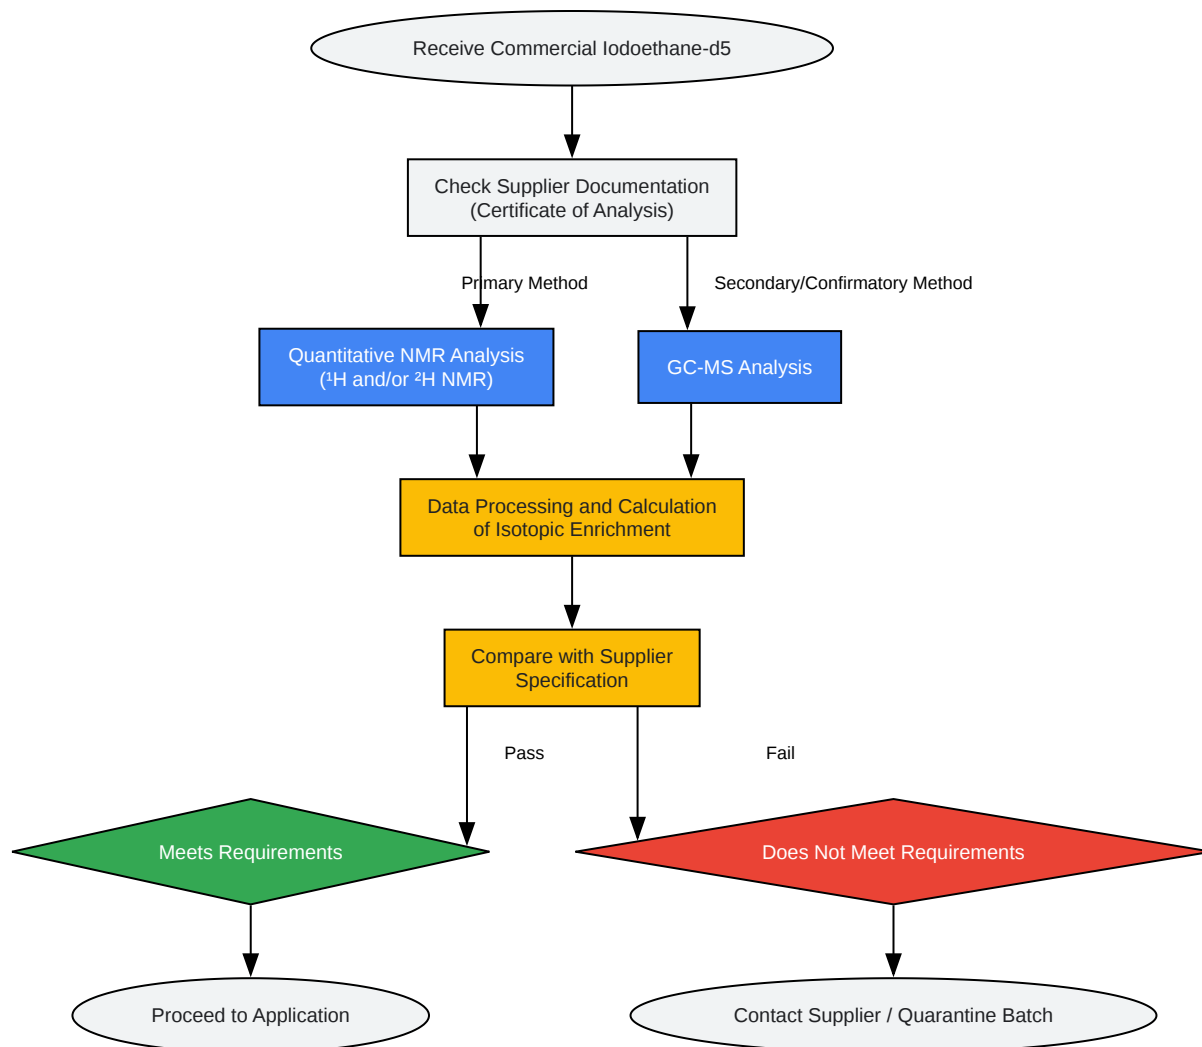 Receive Commercial Iodoethane-d5
Check Supplier Documentation
(Certificate of Analysis)
Primary Method
Secondary/Confirmatory Method
Quantitative NMR Analysis
(¹H and/or ²H NMR)
GC-MS Analysis
Data Processing and Calculation
of Isotopic Enrichment
Compare with Supplier
Specification
Pass
Fail
Meets Requirements
Does Not Meet Requirements
Proceed to Application
Contact Supplier / Quarantine Batch